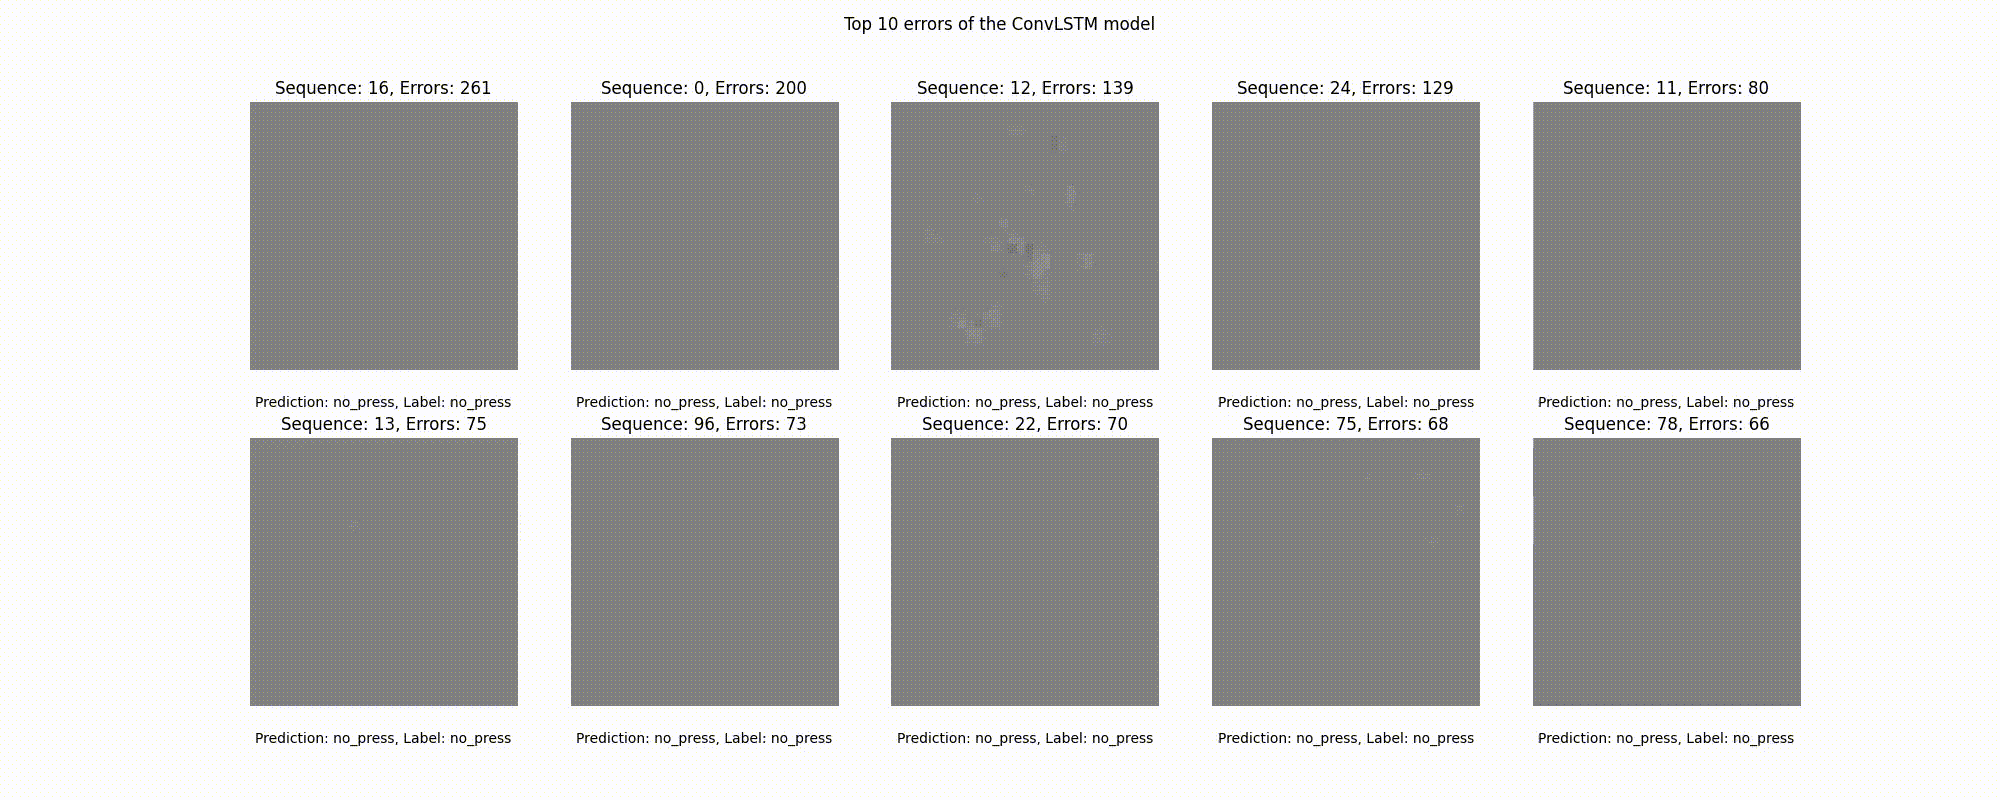 Top 10 errors of the ConvLSTM model
Sequence: 16, Errors: 261
Sequence: 0, Errors: 200
Sequence: 12, Errors: 139
Sequence: 24, Errors: 129
Sequence: 11, Errors: 80
Prediction: no_press, Label: no_press
Prediction: no_press, Label: no_press
Prediction: no_press, Label: no_press
Prediction: no_press, Label: no_press
Prediction: no_press, Label: no_press
Sequence: 13, Errors: 75
Sequence: 96, Errors: 73
Sequence: 22, Errors: 70
Sequence: 75, Errors: 68
Sequence: 78, Errors: 66
Prediction: no_press, Label: no_press
Prediction: no_press, Label: no_press
Prediction: no_press, Label: no_press
Prediction: no_press, Label: no_press
Prediction: no_press, Label: no_press